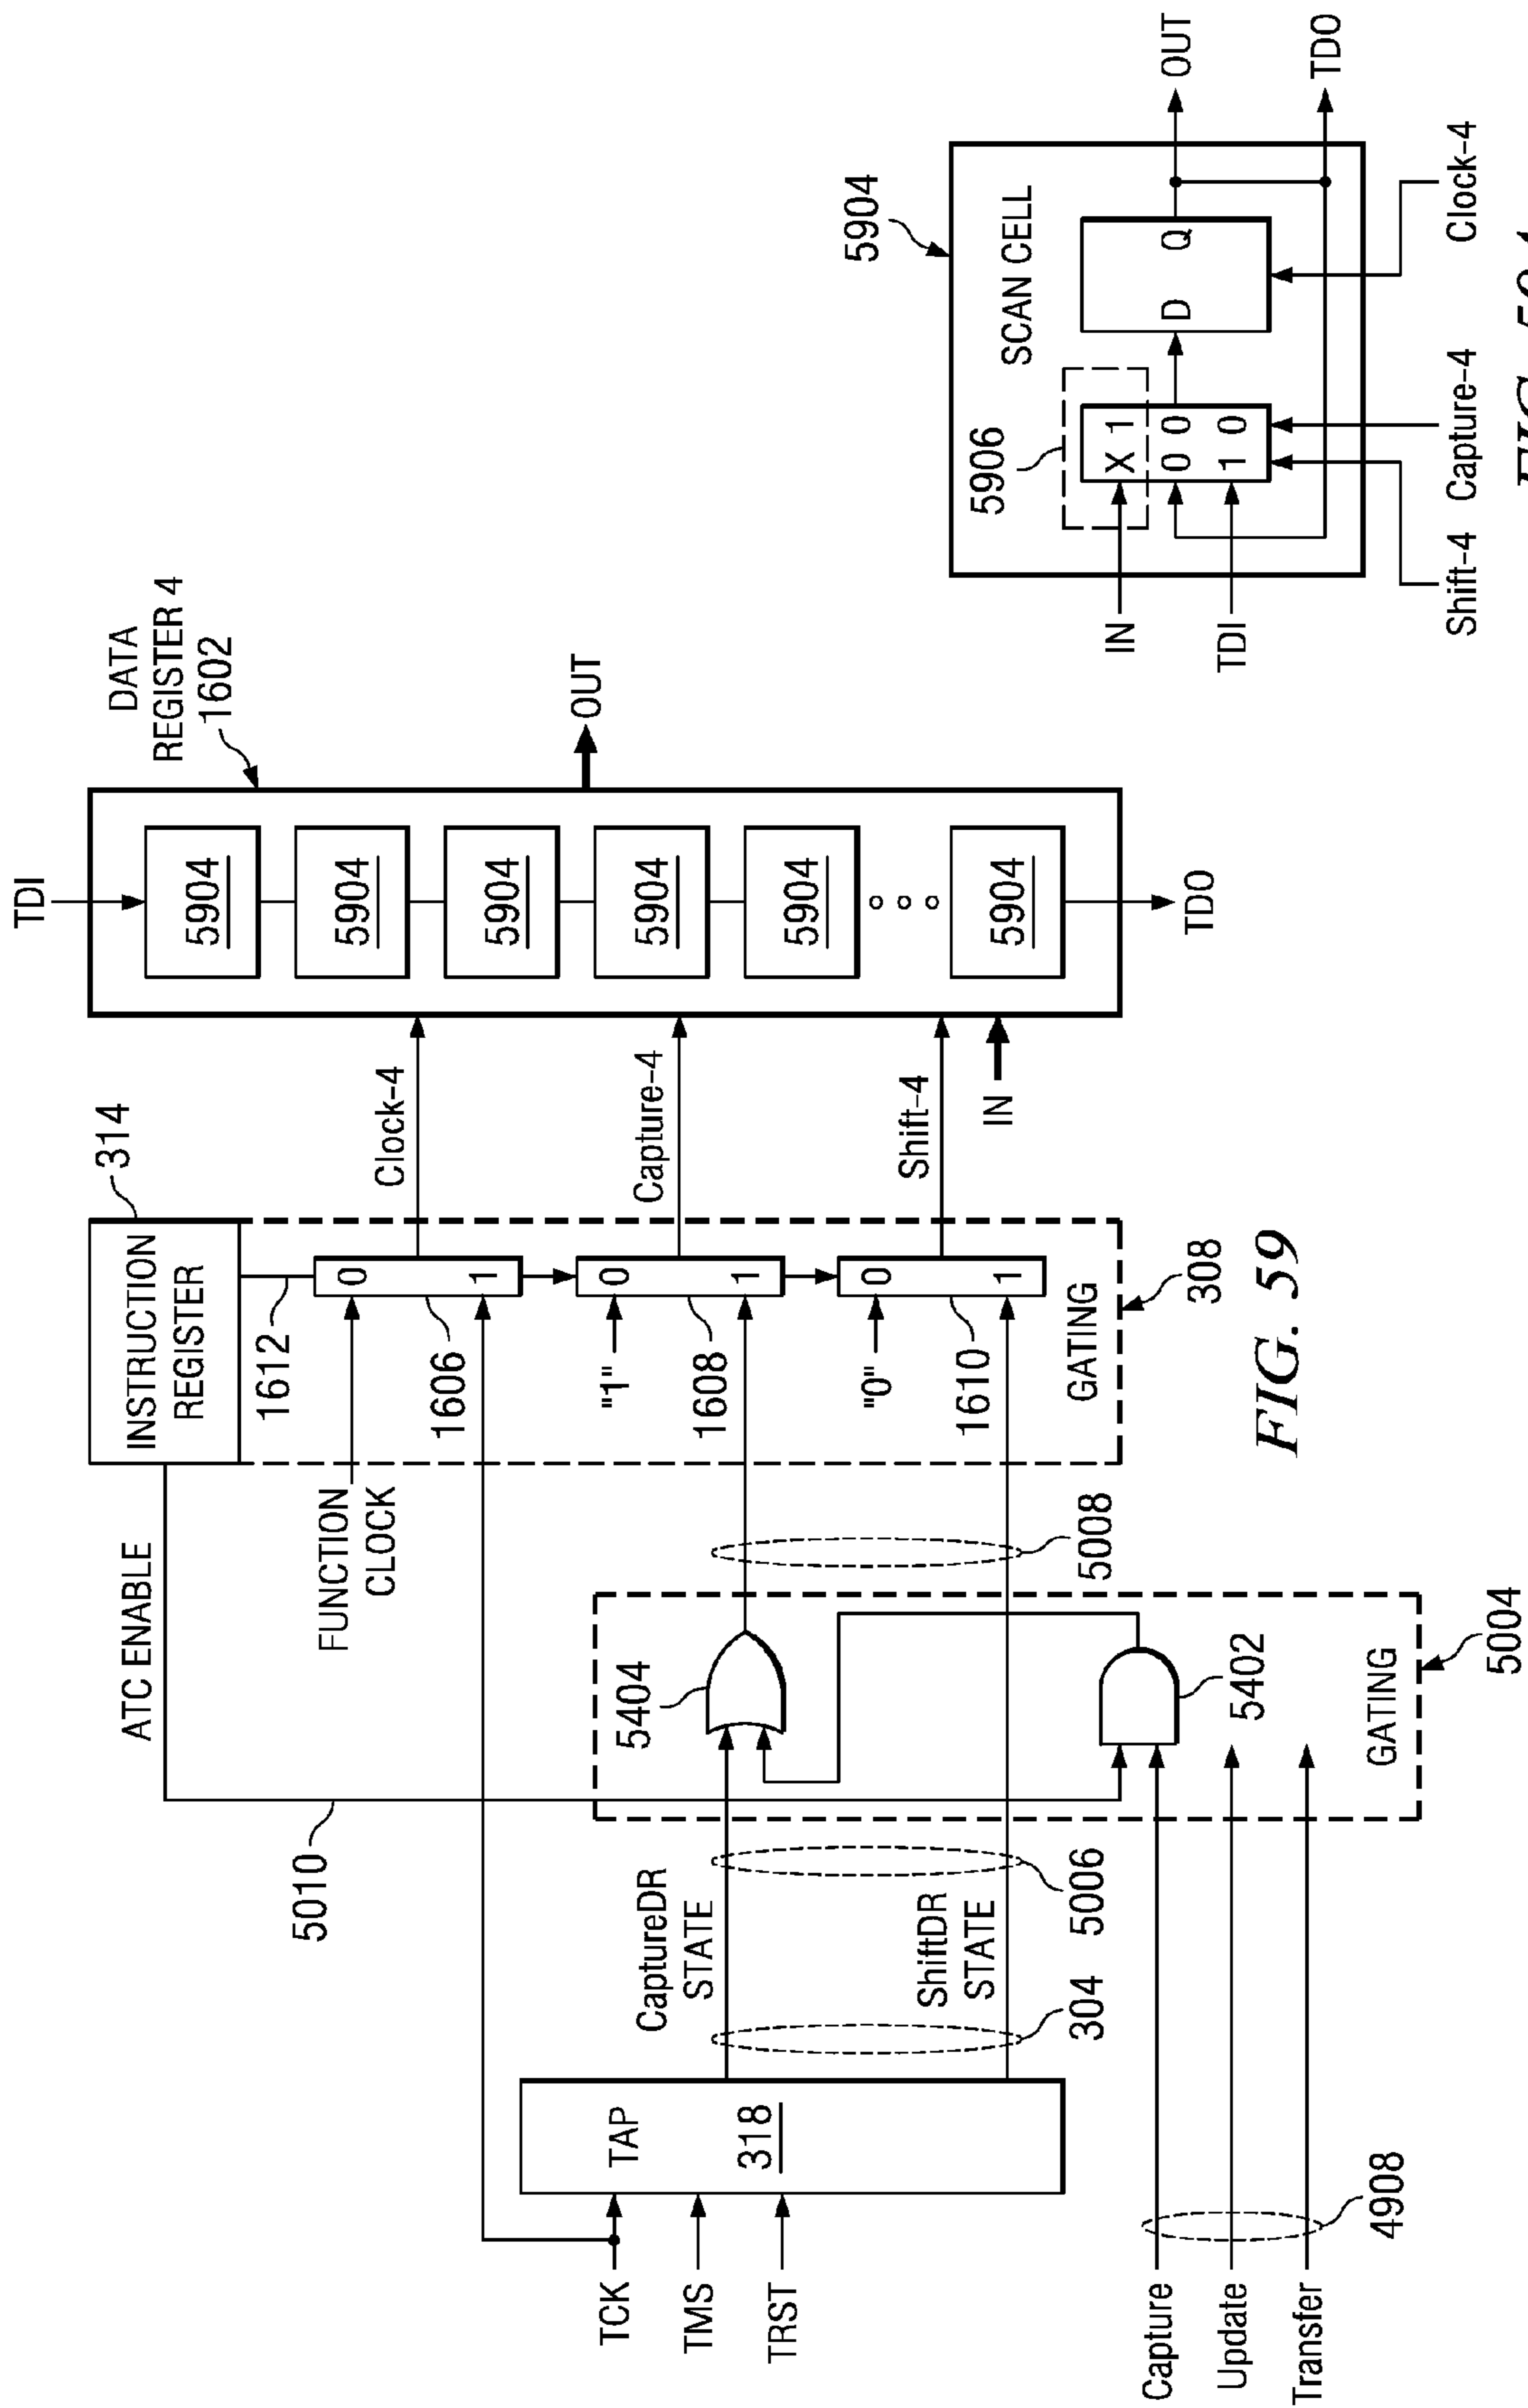 TCK
TMS
TRST
Capture
Update
Transfer
4908
TAP
318
304
CaptureDR
STATE
ShiftDR
STATE
5006
5010
ATC ENABLE
5404
5402
GATING
5004
5008
FUNCTION
CLOCK
INSTRUCTION
REGISTER
314
1612
0
1
1606
"1"
0
1
1608
"0"
0
1
1610
GATING
308
Clock-4
Capture-4
Shift-4
IN
TDI
DATA
REGISTER 4
1602
5904
5904
5904
5904
5904
5904
OUT
TDO
FIG. 59
5904
SCAN CELL
5906
IN
TDI
X 1
0 0
1 0
D Q
OUT
TDO
Shift-4
Capture-4
Clock-4